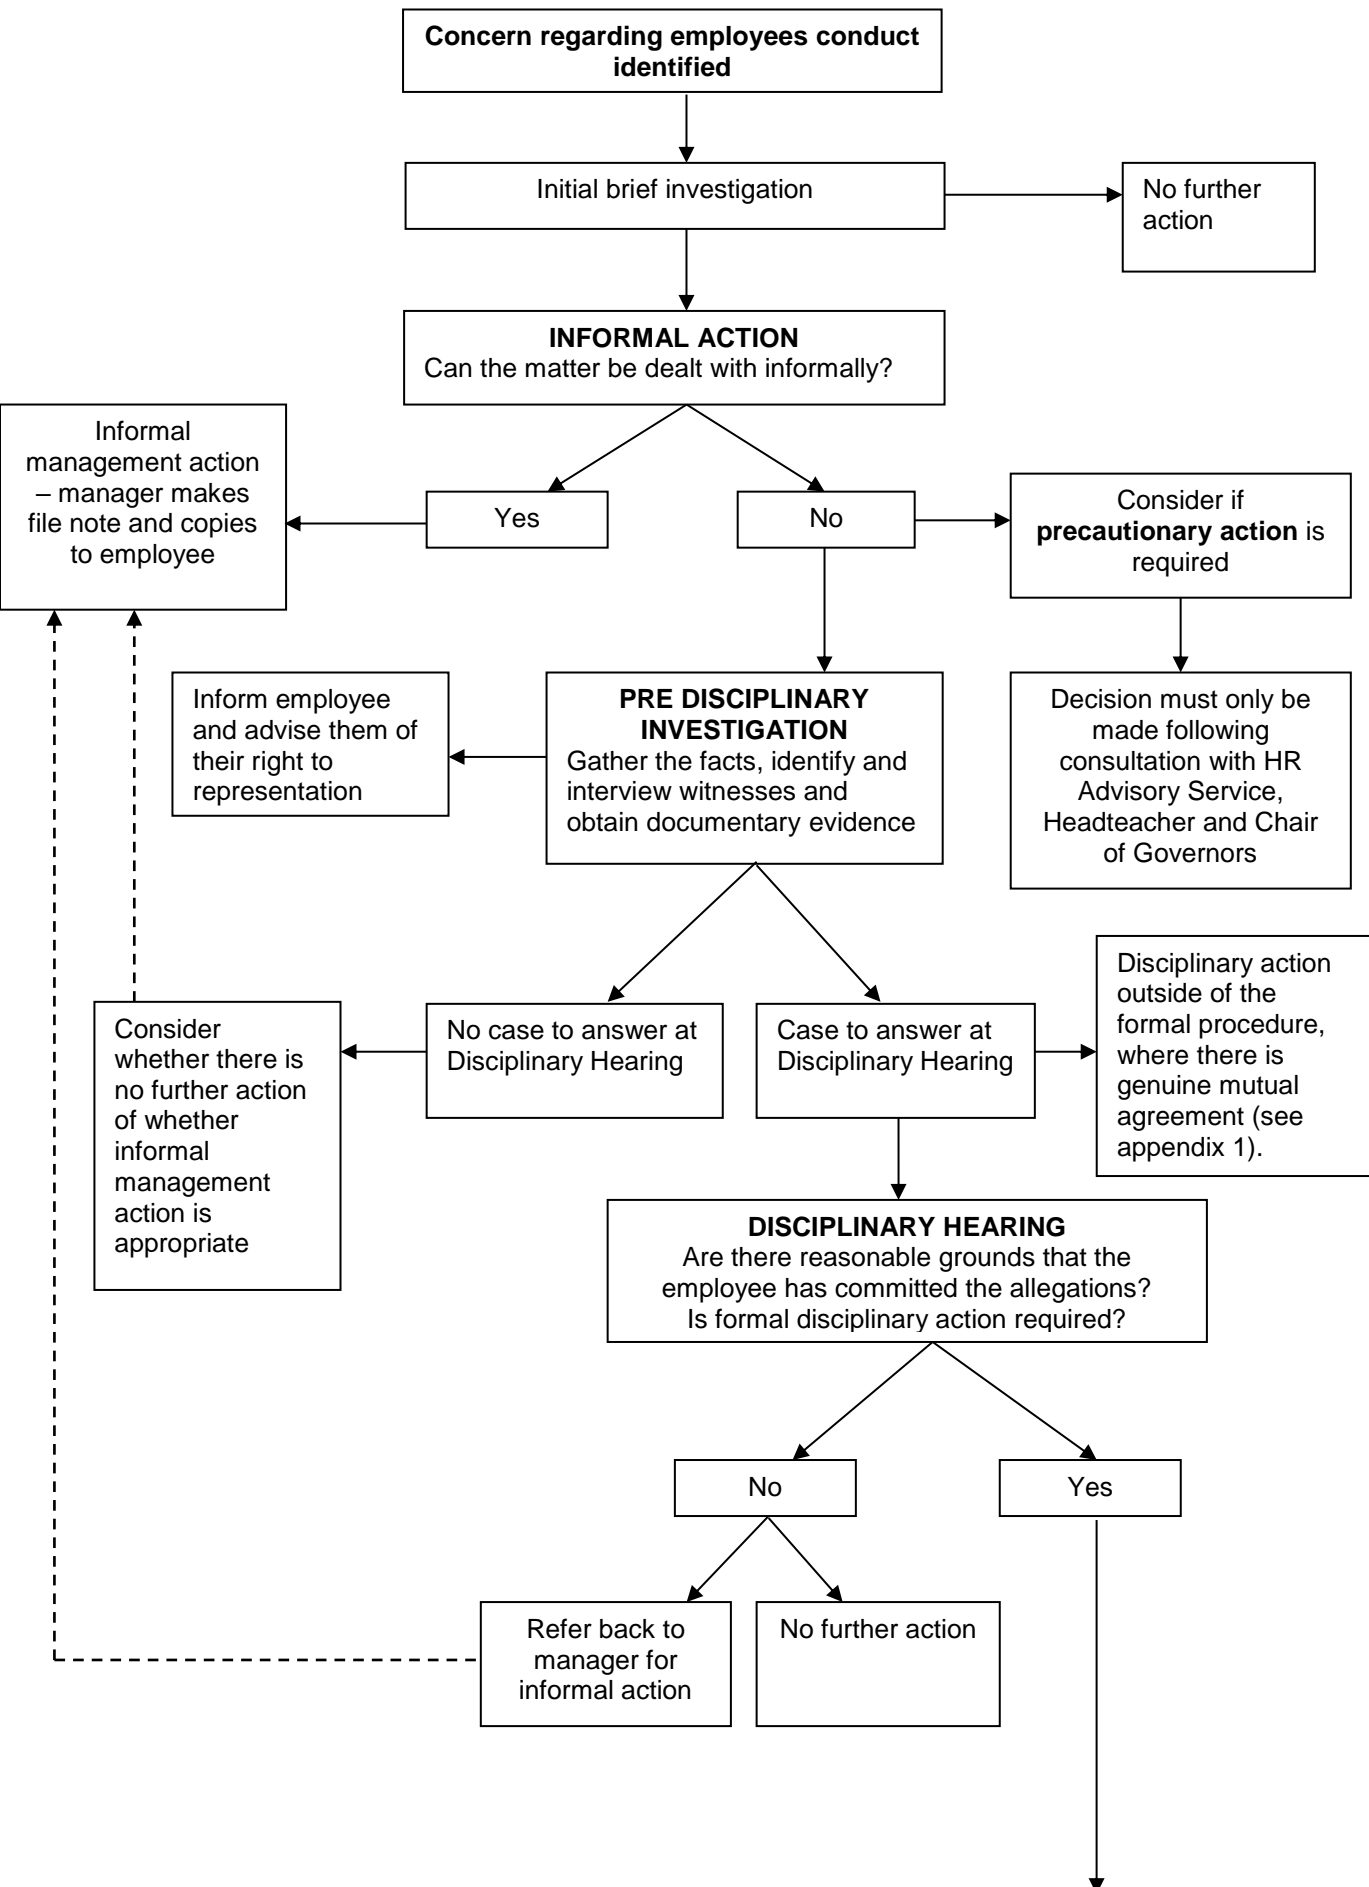 Concern regarding employees conduct
identified
Initial brief investigation
No further
action
INFORMAL ACTION
Can the matter be dealt with informally?
Informal
management action
– manager makes
file note and copies
to employee
Yes
No
Consider if
precautionary action is
required
Inform employee
and advise them of
their right to
representation
PRE DISCIPLINARY
INVESTIGATION
Gather the facts, identify and
interview witnesses and
obtain documentary evidence
Decision must only be
made following
consultation with HR
Advisory Service,
Headteacher and Chair
of Governors
Consider
whether there is
no further action
of whether
informal
management
action is
appropriate
No case to answer at
Disciplinary Hearing
Case to answer at
Disciplinary Hearing
Disciplinary action
outside of the
formal procedure,
where there is
genuine mutual
agreement (see
appendix 1).
DISCIPLINARY HEARING
Are there reasonable grounds that the
employee has committed the allegations?
Is formal disciplinary action required?
No
Yes
Refer back to
manager for
informal action
No further action